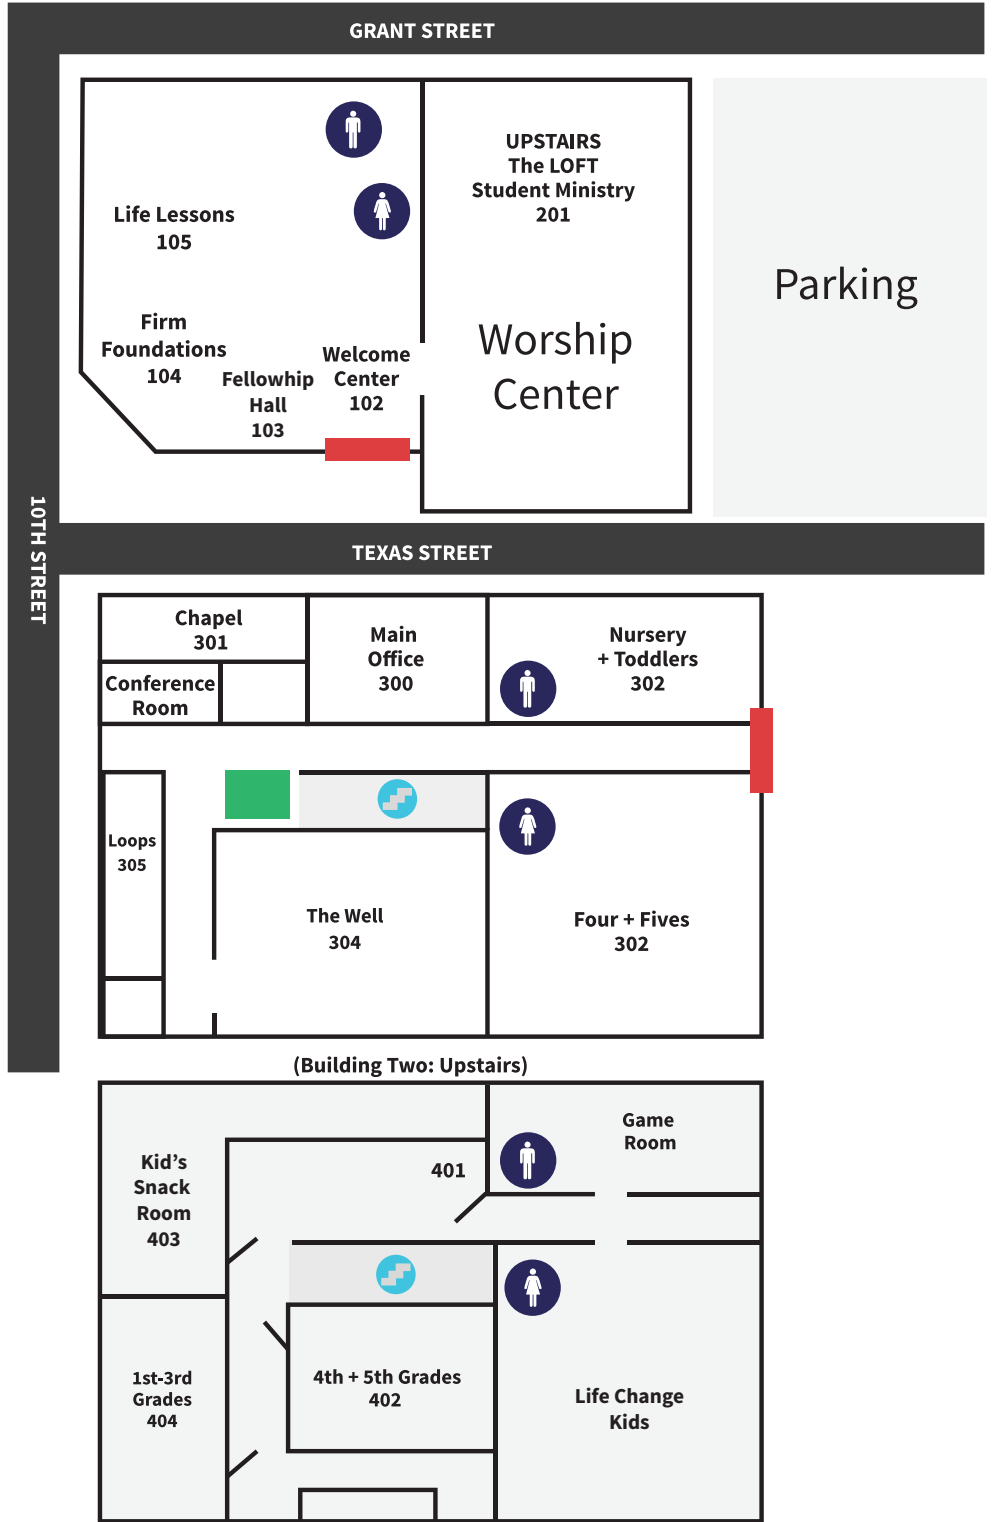 GRANT STREET
UPSTAIRS
The LOFT
Student Ministry
201
Life Lessons
105
Parking
Firm
Foundations
104
Fellowhip
Hall
103
Welcome
Center
102
Worship
Center
10TH STREET
TEXAS STREET
Chapel
301
Main
Office
300
Nursery
+ Toddlers
302
Conference
Room
Loops
305
The Well
304
Four + Fives
302
(Building Two: Upstairs)
Game
Room
401
Kid's
Snack
Room
403
1st-3rd
Grades
404
4th + 5th Grades
402
Life Change
Kids